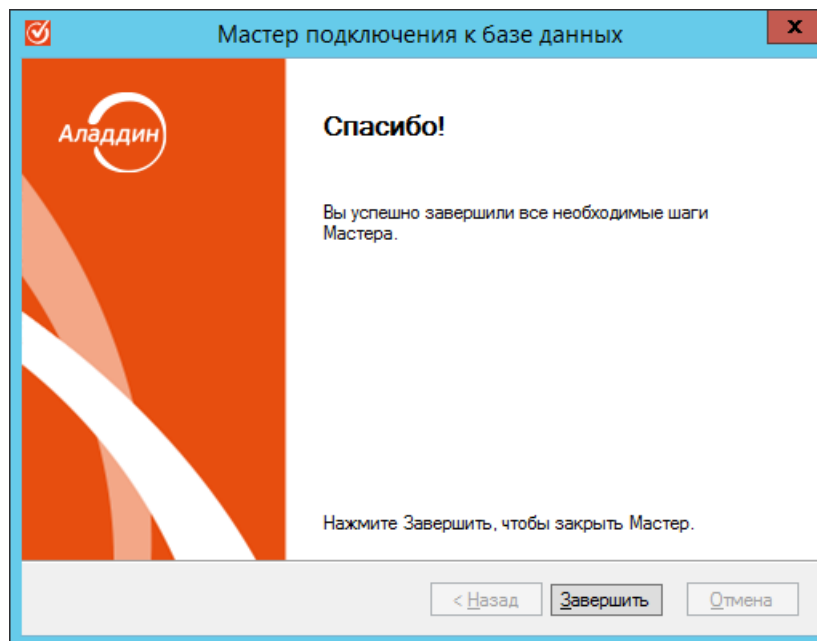 Мастер подключения к базе данных
x
Аладдин
Спасибо!
Вы успешно завершили все необходимые шаги
Мастера.
Нажмите Завершить, чтобы закрыть Мастер.
< Назад
Завершить
Отмена